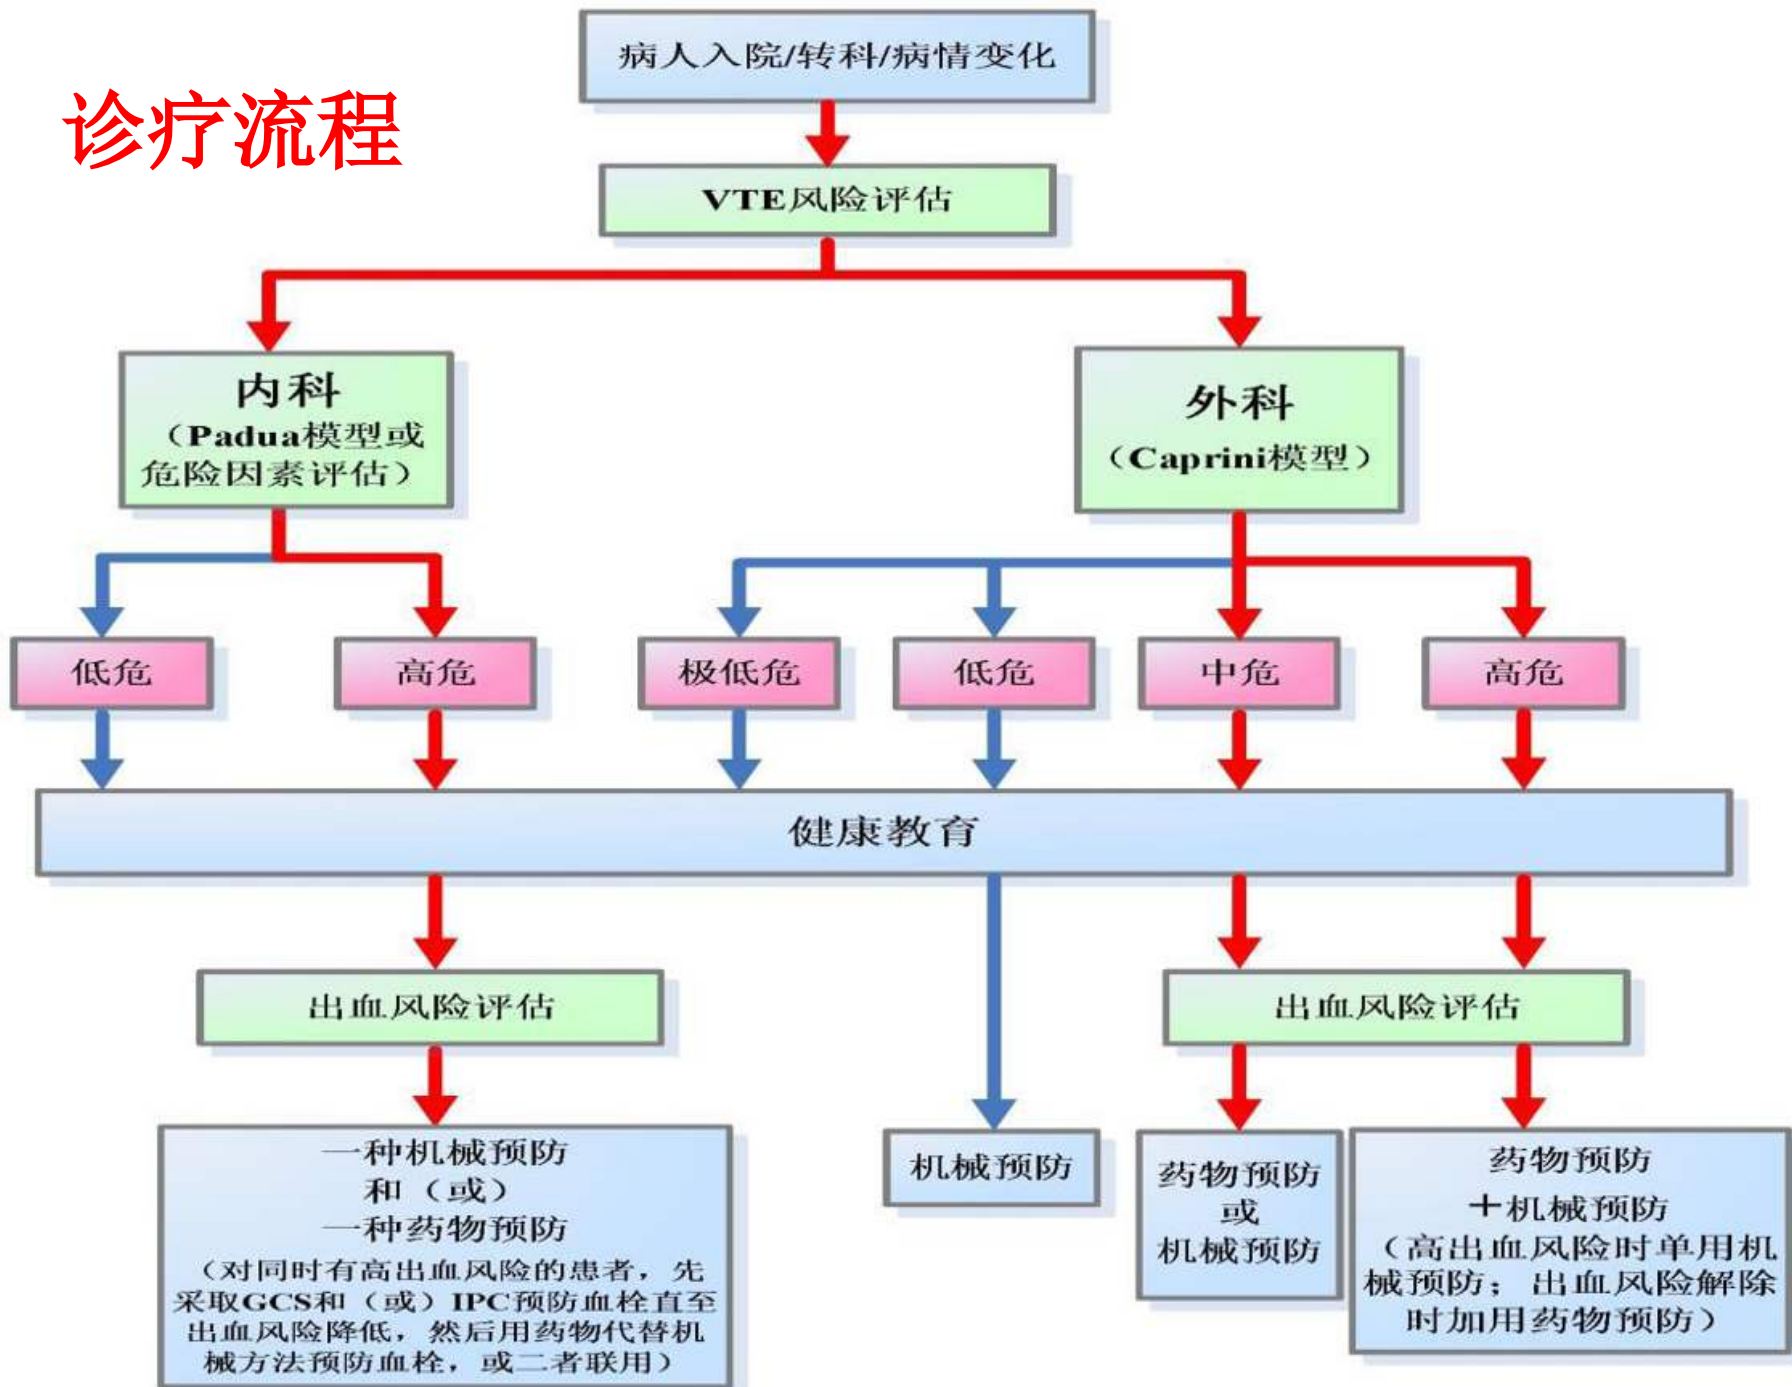 病人入院/转科/病情变化
诊疗流程
VTE风险评估
内科
（Padua模型或
危险因素评估）
外科
（Caprini模型）
低危
高危
极低危
低危
中危
高危
健康教育
出血风险评估
出血风险评估
一种机械预防
和（或）
一种药物预防
（对同时有高出血风险的患者，先
采取GCS和（或）IPC预防血栓直至
出血风险降低，然后用药物代替机
械方法预防血栓，或二者联用）
机械预防
药物预防
或
机械预防
药物预防
＋机械预防
（高出血风险时单用机
械预防；出血风险解除
时加用药物预防）